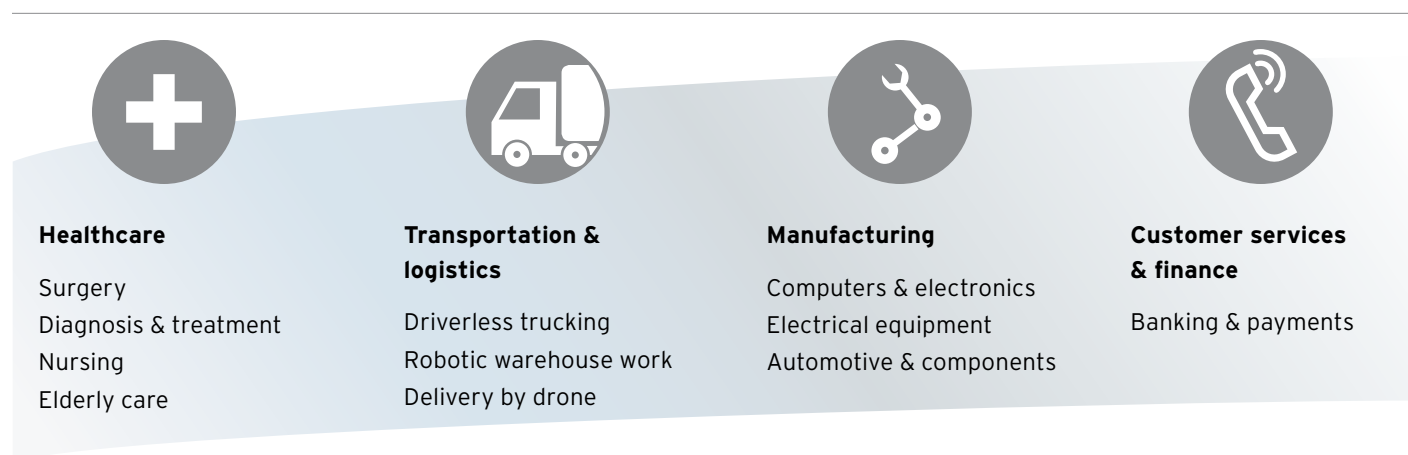 Healthcare
Surgery
Diagnosis & treatment
Nursing
Elderly care
Transportation &
logistics
Driverless trucking
Robotic warehouse work
Delivery by drone
Manufacturing
Computers & electronics
Electrical equipment
Automotive & components
Customer services
& finance
Banking & payments